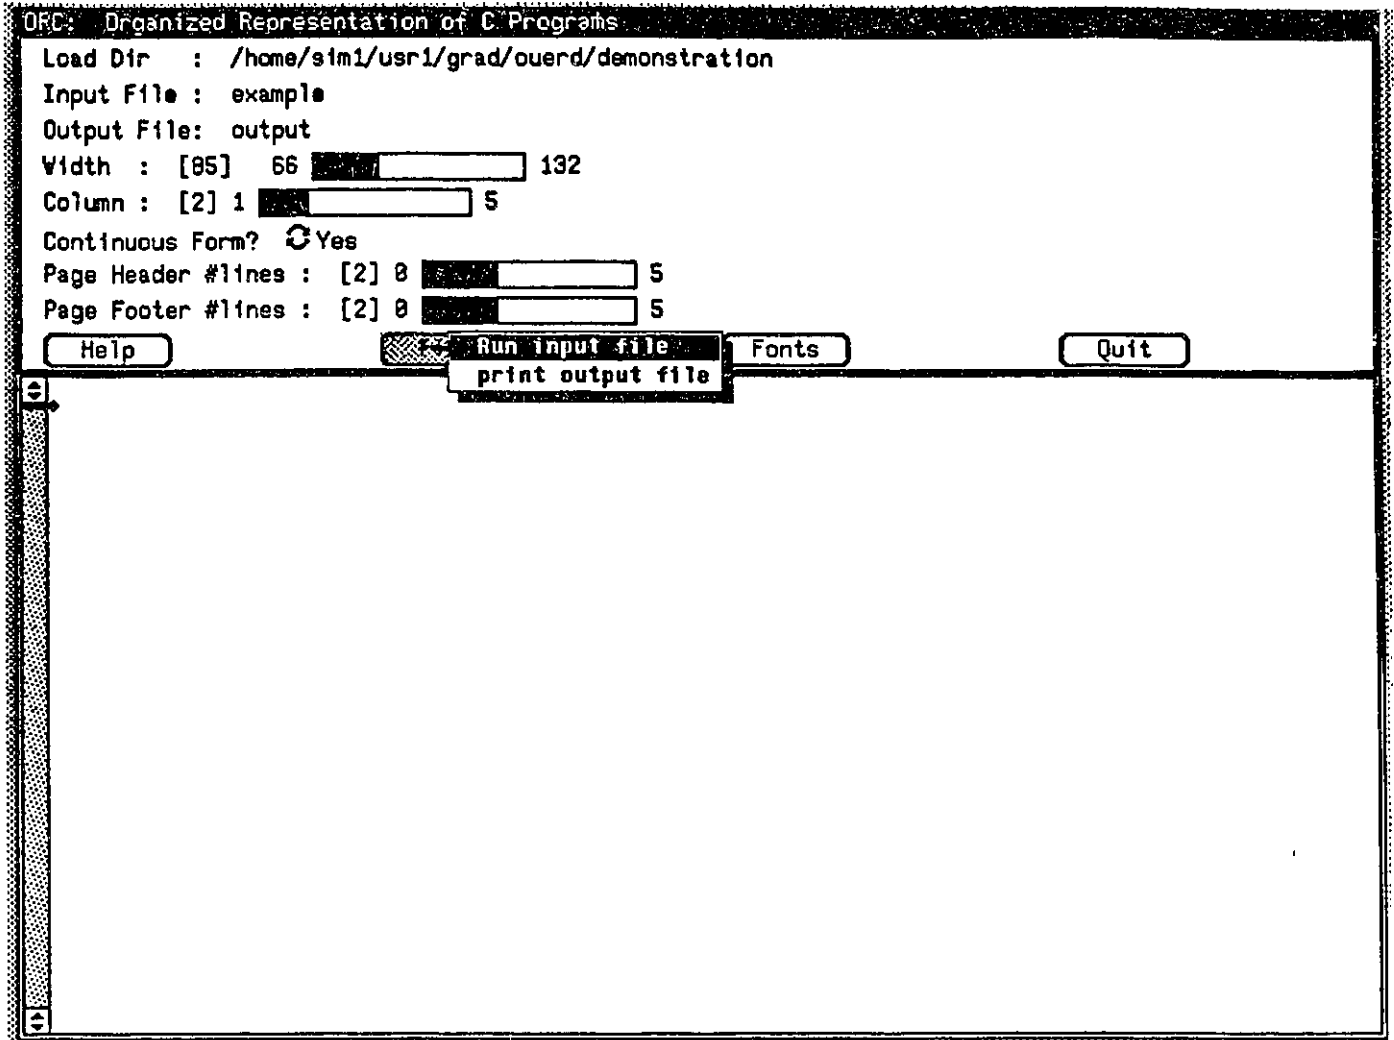 ORC: Organized Representation of C Programs
Load Dir : /home/sim1/usr1/grad/ouerd/demonstration
Input File : example
Output File: output
Width : [85] 66 132
Column : [2] 1 5
Continuous Form? Yes
Page Header #lines : [2] 0 5
Page Footer #lines : [2] 0 5
Help Run input file Fonts Quit
print output file